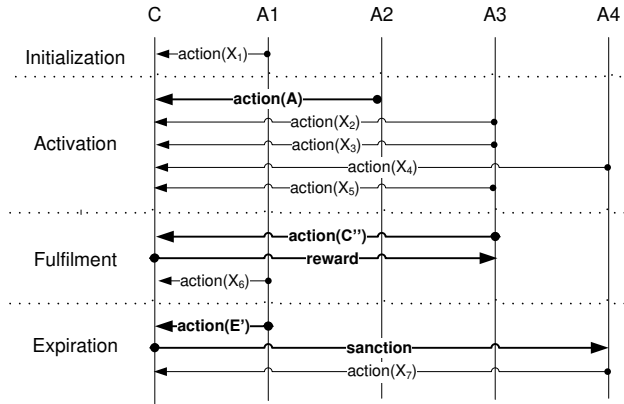 C A1 A2 A3 A4
Initialization
action(X₁)
action(A)
action(X₂)
Activation
action(X₃)
action(X₄)
action(X₅)
action(C'')
Fulfilment
reward
action(X₆)
action(E')
Expiration
sanction
action(X₇)